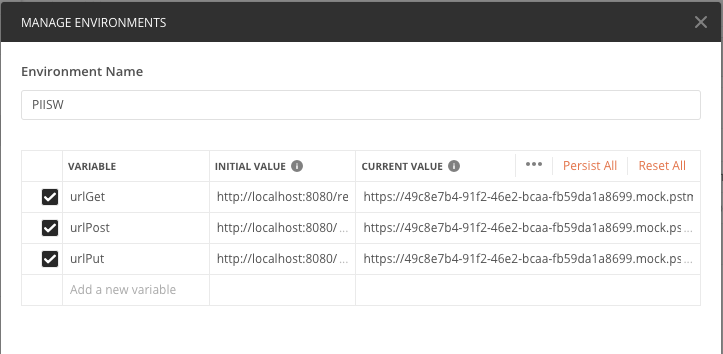 MANAGE ENVIRONMENTS
Environment Name
PIISW
VARIABLE INITIAL VALUE CURRENT VALUE ••• Persist All Reset All
urlGet http://localhost:8080/re https://49c8e7b4-91f2-46e2-bcaa-fb59da1a8699.mock.pstm
urlPost http://localhost:8080/... https://49c8e7b4-91f2-46e2-bcaa-fb59da1a8699.mock.ps...
urlPut http://localhost:8080/... https://49c8e7b4-91f2-46e2-bcaa-fb59da1a8699.mock.ps...
Add a new variable